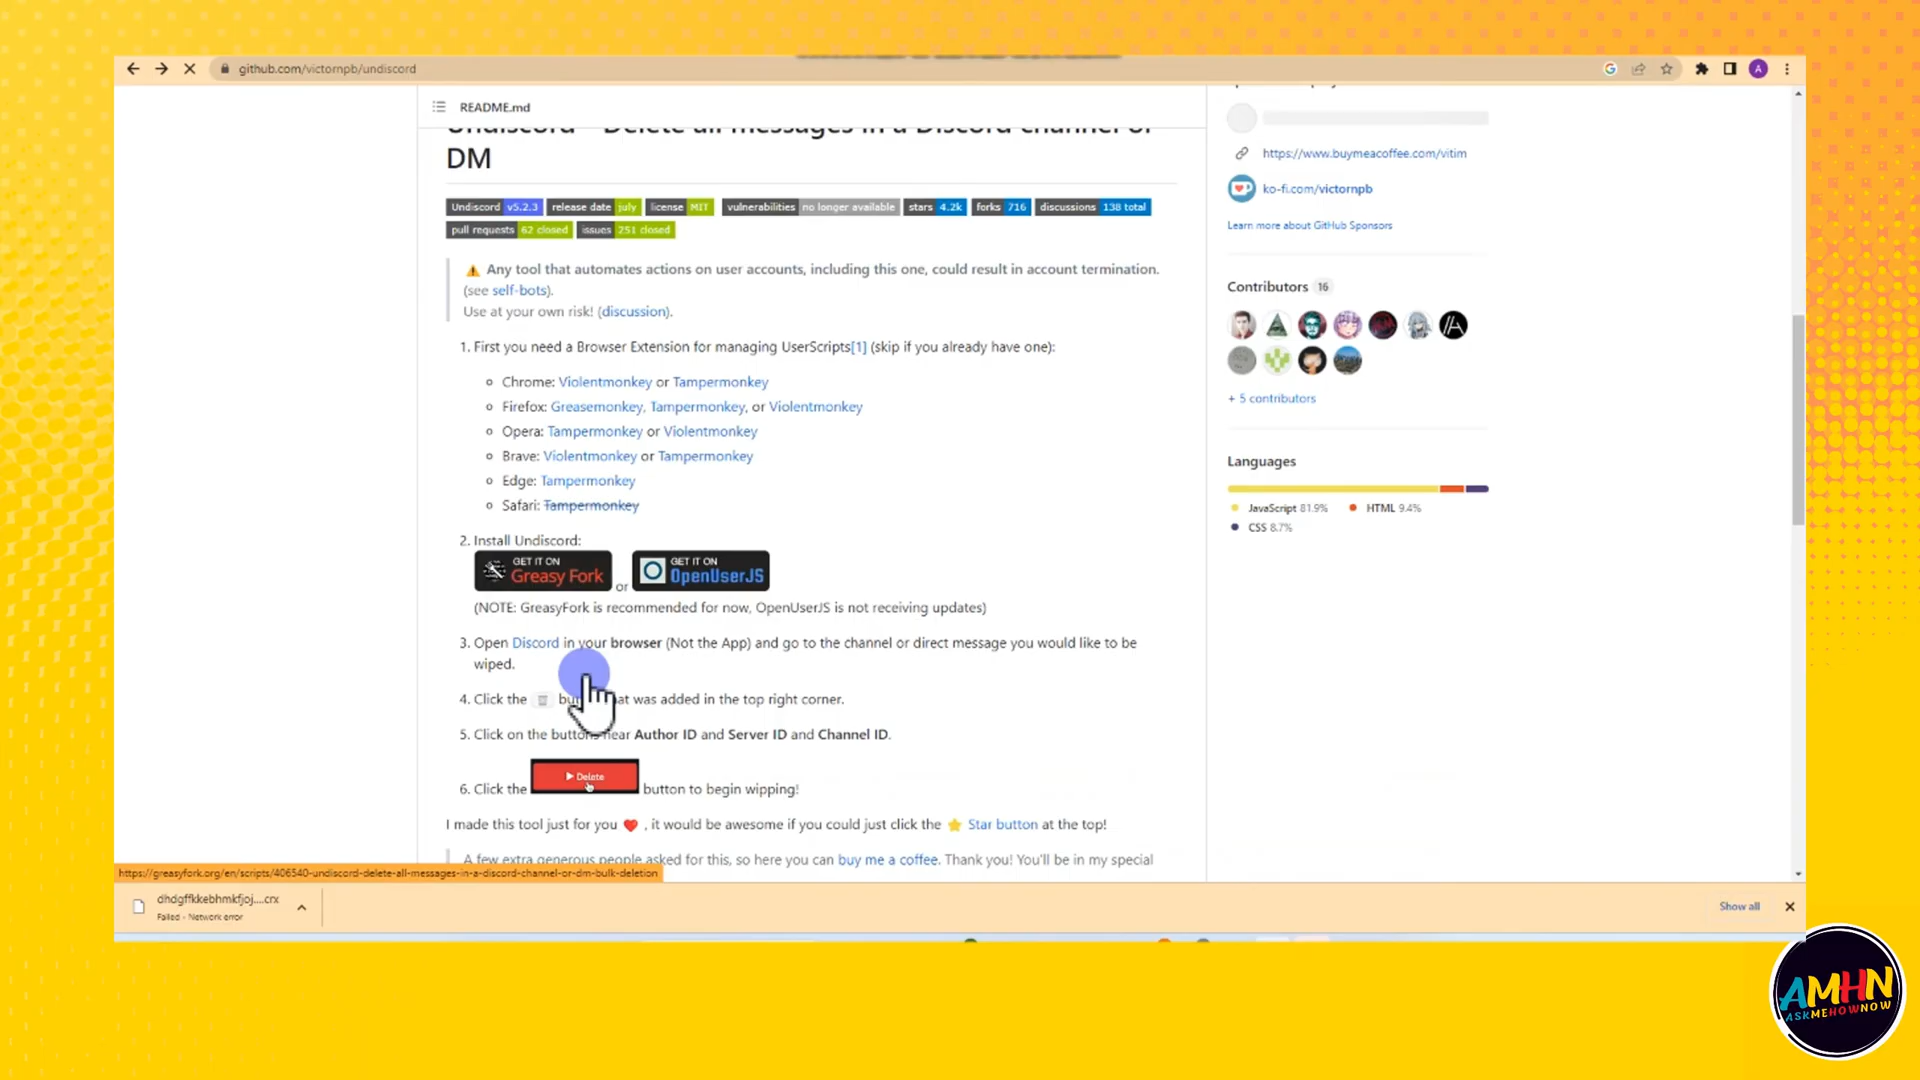 github.com/victornpb/undiscord
A
README.md
Undiscord - Delete all messages in a Discord channel or
DM
Undiscord v5.2.3 release date july license MIT vulnerabilities no longer available stars 4.2k forks 716 discussions 138 total
pull requests 62 closed issues 251 closed
⚠ Any tool that automates actions on user accounts, including this one, could result in account termination.
(see self-bots).
Use at your own risk! (discussion).
1. First you need a Browser Extension for managing UserScripts[1] (skip if you already have one):
Chrome: Violentmonkey or Tampermonkey
Firefox: Greasemonkey, Tampermonkey, or Violentmonkey
Opera: Tampermonkey or Violentmonkey
Brave: Violentmonkey or Tampermonkey
Edge: Tampermonkey
Safari: Tampermonkey
2. Install Undiscord:
GET IT ON Greasy Fork or GET IT ON OpenUserJS
(NOTE: GreasyFork is recommended for now, OpenUserJS is not receiving updates)
3. Open Discord in your browser (Not the App) and go to the channel or direct message you would like to be
wiped.
4. Click the but at was added in the top right corner.
5. Click on the buttons near Author ID and Server ID and Channel ID.
6. Click the Delete button to begin wipping!
I made this tool just for you ❤, it would be awesome if you could just click the ⭐ Star button at the top!
A few extra generous people asked for this, so here you can buy me a coffee. Thank you! You'll be in my special
https://www.buymeacoffee.com/vitim
ko-fi.com/victornpb
Learn more about GitHub Sponsors
Contributors 16
+ 5 contributors
Languages
JavaScript 81.9% HTML 9.4%
CSS 8.7%
https://greasyfork.org/en/scripts/406540-undiscord-delete-all-messages-in-a-discord-channel-or-dm-bulk-deletion
dhdgffkkebhmkfjoj....crx
Failed - Network error
Show all
AMHN
ASKMEHOWNOW